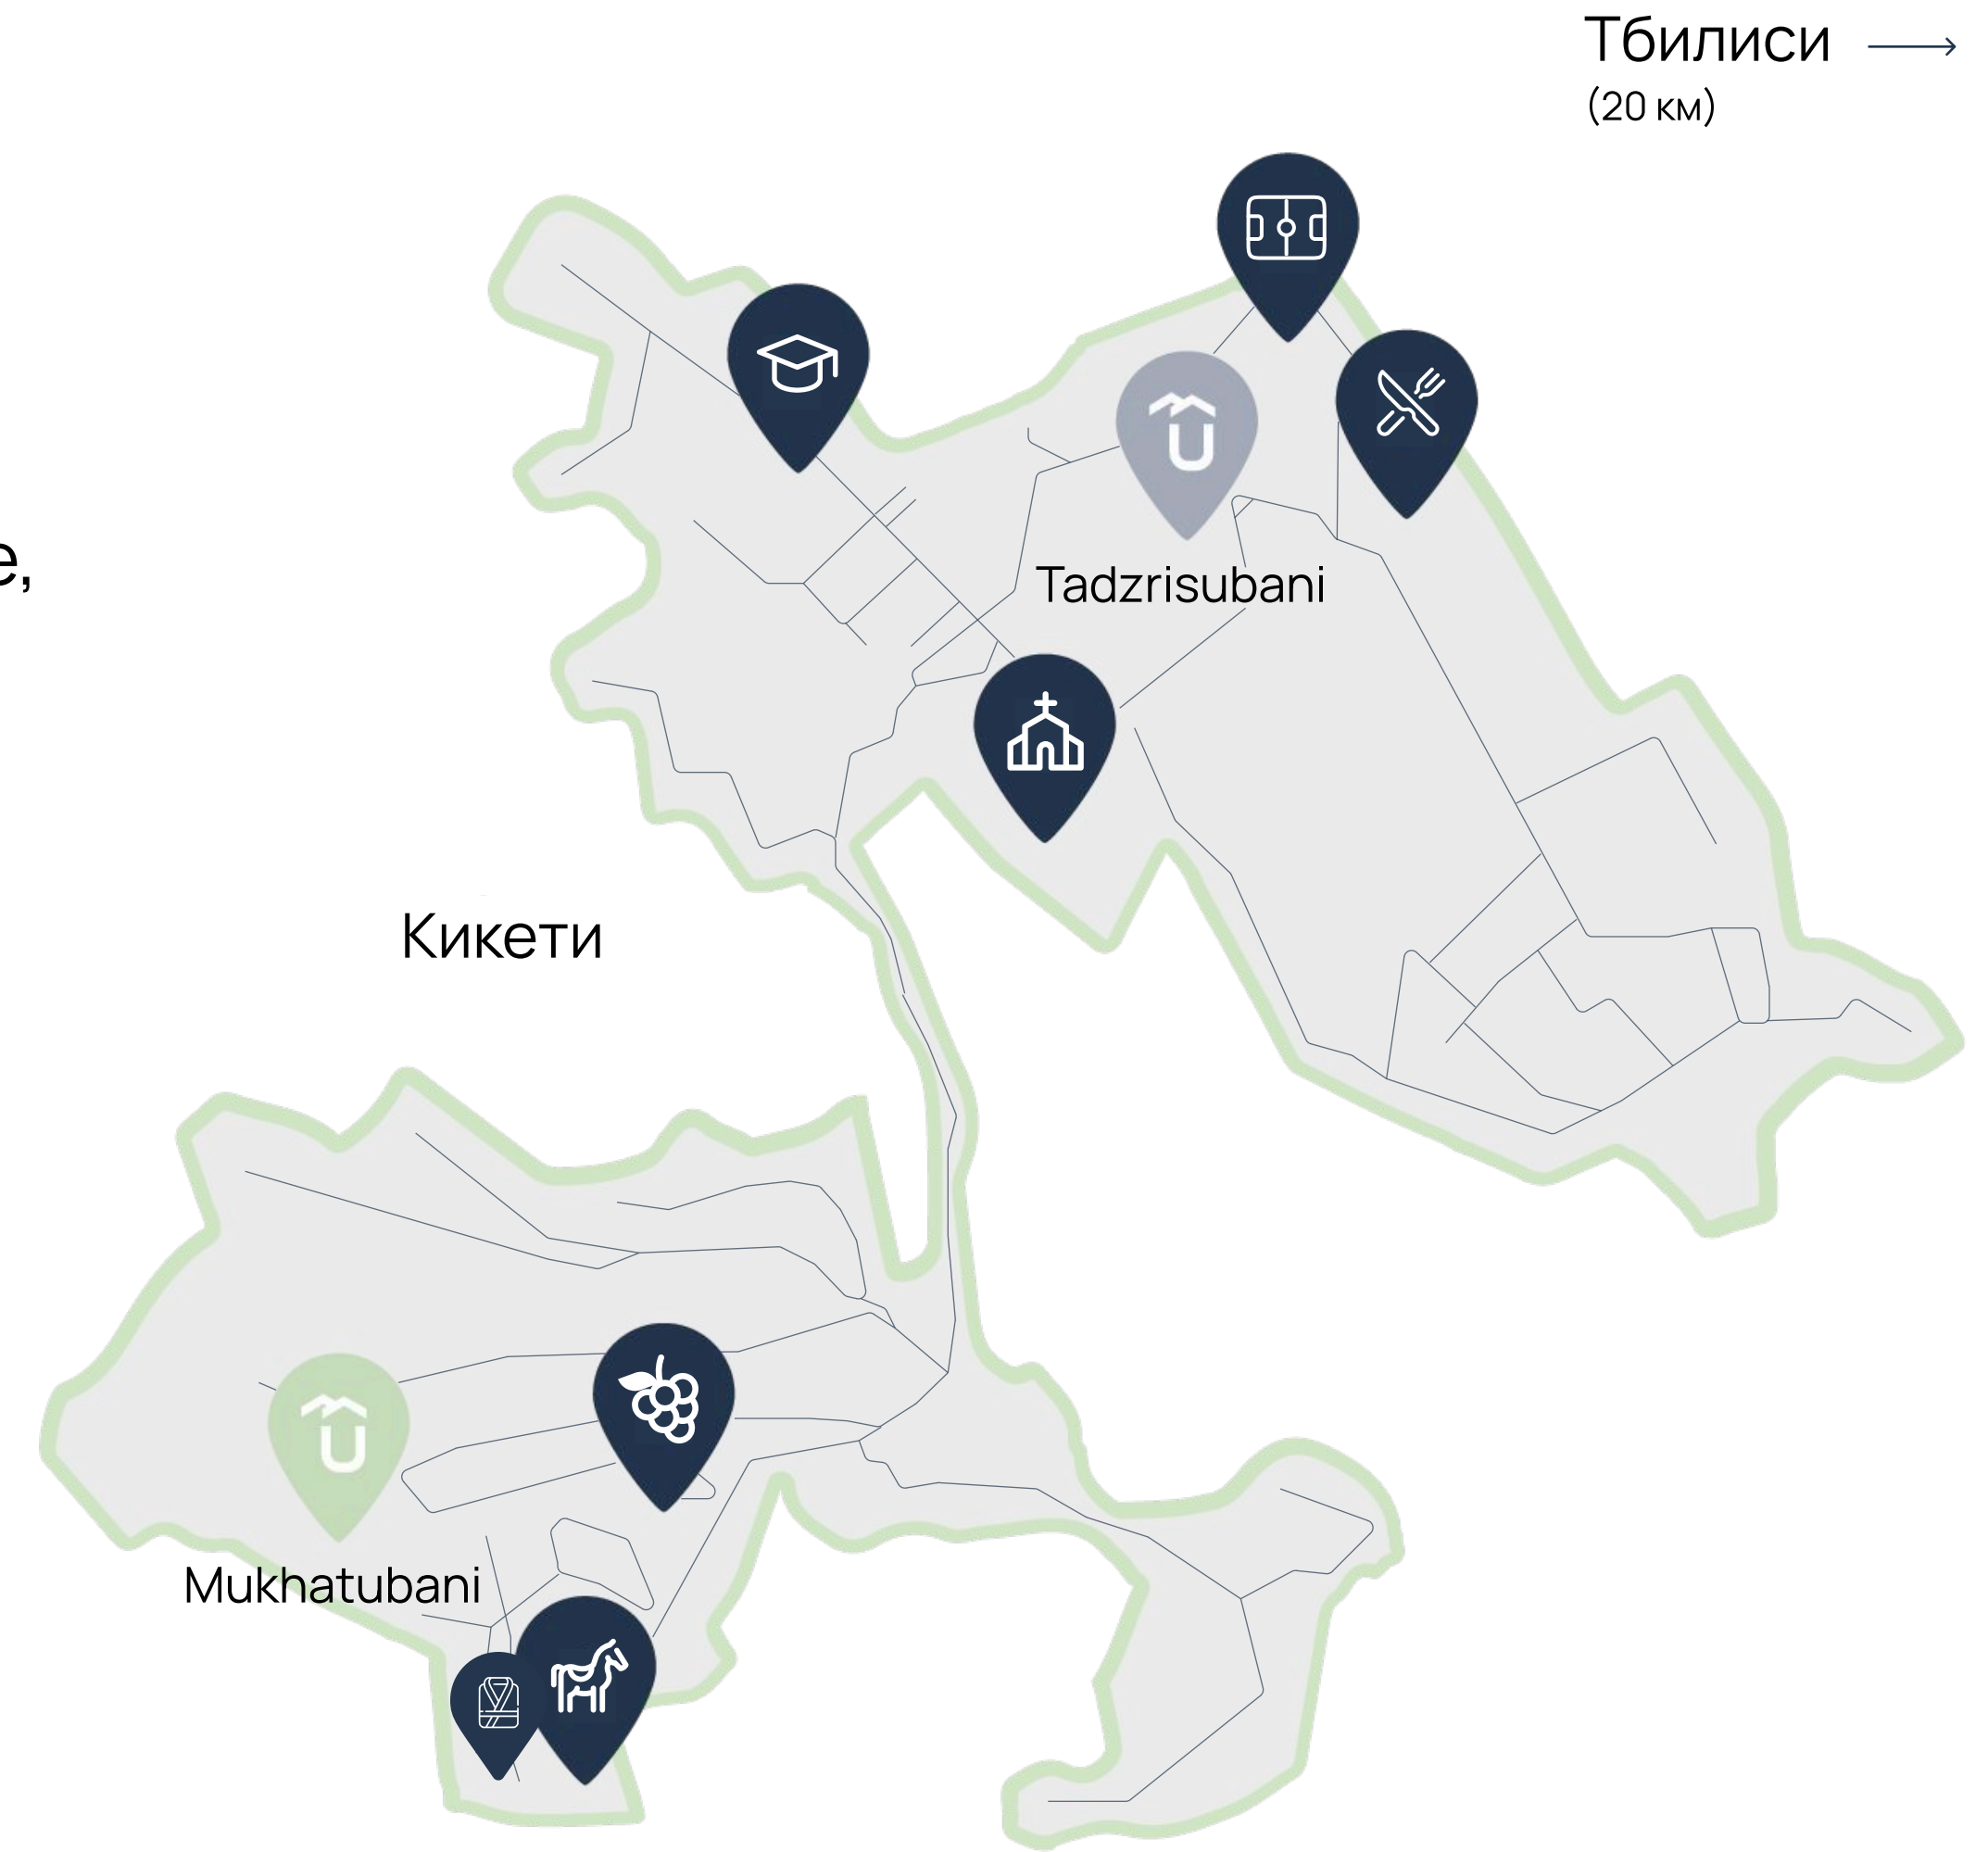 Тбилиси
(20 км)
е,
Tadzrisubani
Кикети
Mukhatubani